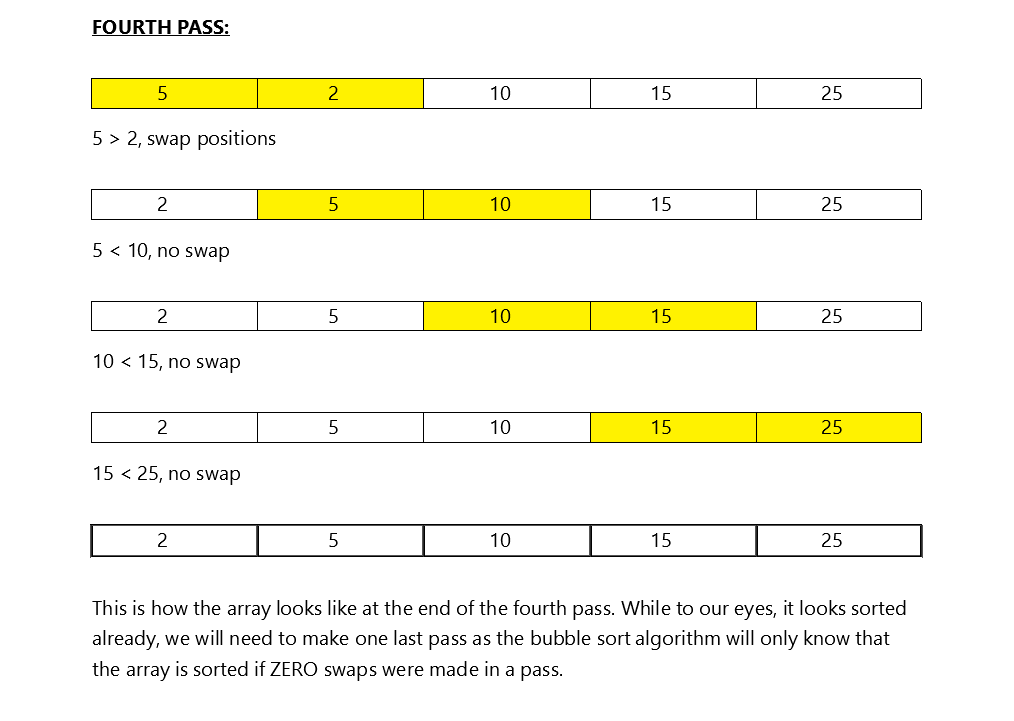 FOURTH PASS:
5 2 10 15 25
5 > 2, swap positions
2 5 10 15 25
5 < 10, no swap
2 5 10 15 25
10 < 15, no swap
2 5 10 15 25
15 < 25, no swap
2 5 10 15 25
This is how the array looks like at the end of the fourth pass. While to our eyes, it looks sorted
already, we will need to make one last pass as the bubble sort algorithm will only know that
the array is sorted if ZERO swaps were made in a pass.